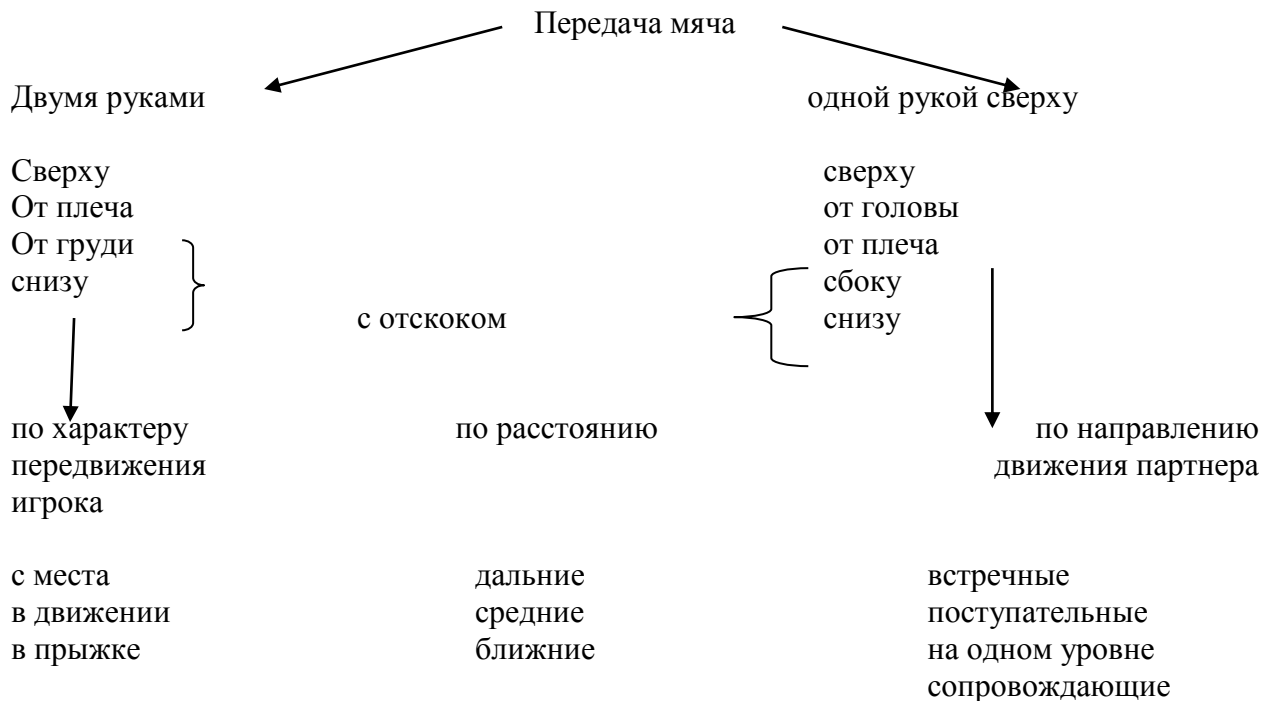 Передача мяча
Двумя руками
одной рукой сверху
Сверху
От плеча
От груди
снизу
с отскоком
сверху
от головы
от плеча
сбоку
снизу
по характеру
передвижения
игрока
по расстоянию
по направлению
движения партнера
с места
в движении
в прыжке
дальние
средние
ближние
встречные
поступательные
на одном уровне
сопровождающие